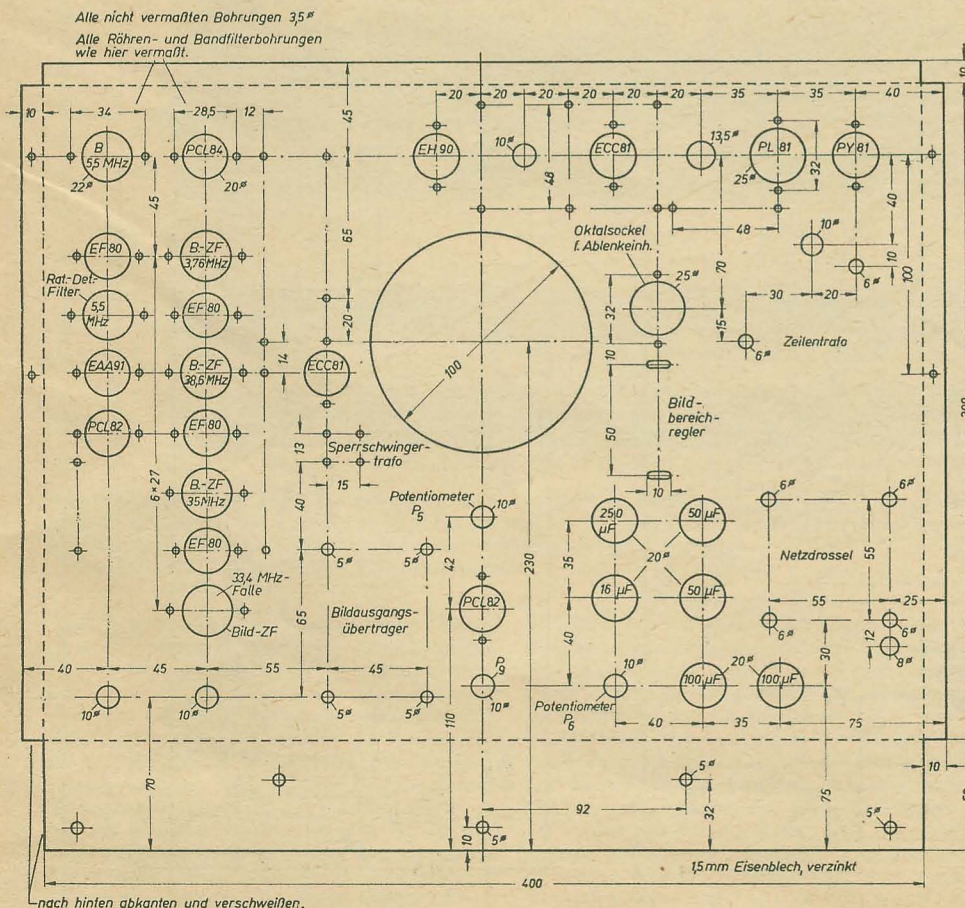 Alle nicht vermaßten Bohrungen 3,5⌀
Alle Röhren- und Bandfilterbohrungen
wie hier vermaßt.
10
34
28,5
12
45
20
20
20
20
20
20
35
35
40
10
B
5,5 MHz
22⌀
PCL84
20⌀
EH 90
10⌀
ECC81
13,5⌀
PL 81
25⌀
32
PY 81
45
48
48
65
70
40
10
100
EF 80
B.-ZF
3,76MHz
Oktalsockel
f. Ablenkeinh.
25⌀
10⌀
6⌀
Rat.-Det.-
Filter
5,5
MHz
EF 80
32
30
20
20
15
14
100
6⌀
Zeilentrafo
EAA91
B.-ZF
38,6MHz
ECC81
10
Bild-
bereich-
regler
50
PCL82
EF 80
13
Sperrschwinger-
trafo
15
6×27
B.-ZF
35MHz
40
Potentiometer
P5
10⌀
10
6⌀
6⌀
250
µF
50 µF
20⌀
EF 80
5⌀
5⌀
42
230
35
Netzdrossel
55
33,4 MHz-
Falle
Bild-ZF
65
Bildausgangs-
übertrager
PCL82
16 µF
50 µF
55
25
6⌀
6⌀
12
8⌀
40
45
55
45
P9
40
10⌀
20⌀
30
10⌀
10⌀
5⌀
5⌀
10⌀
Potentiometer
P6
100µF
100 µF
110
40
35
75
70
5⌀
10
92
32
75
10
5⌀
5⌀
1,5mm Eisenblech, verzinkt
400
nach hinten abkanten und verschweißen.